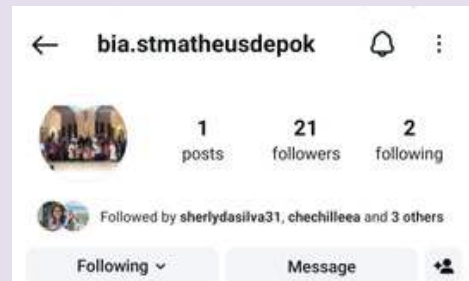 bia.stmatheusdepok
1 21 2
posts followers following
Followed by sherlydasilva31, chechilleea and 3 others
Following Message